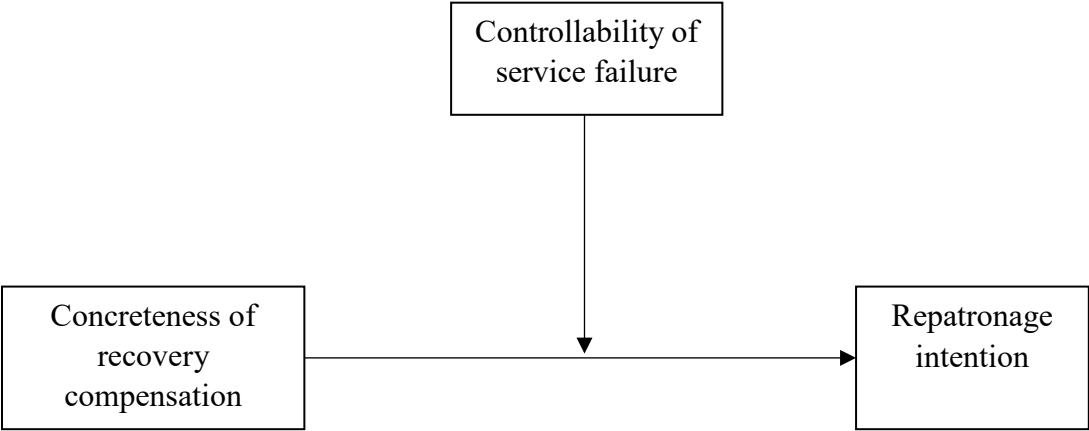 Controllability of
service failure
Concreteness of
recovery
compensation
Repatronage
intention